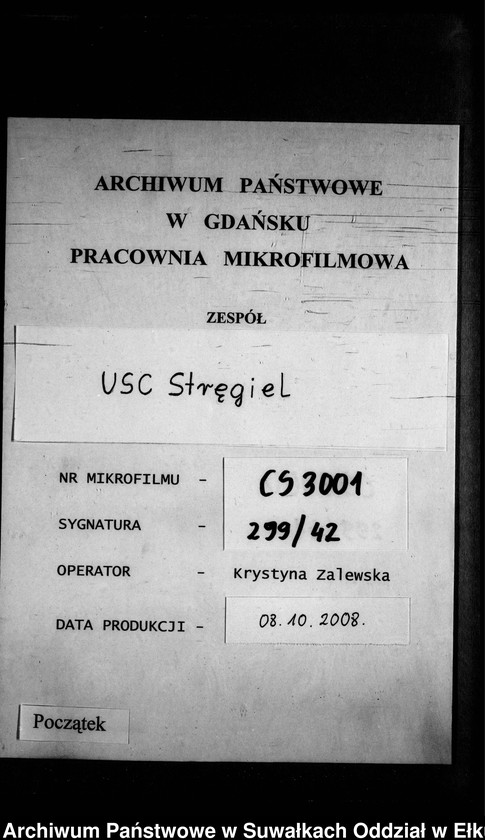 ARCHIWUM PAŃSTWOWE
W GDAŃSKU
PRACOWNIA MIKROFILMOWA
ZESPÓŁ
USC Stręgiel
NR MIKROFILMU - CS 3001
SYGNATURA - 299/42
OPERATOR - Krystyna Zalewska
DATA PRODUKCJI - 08.10.2008.
Początek
Archiwum Państwowe w Suwałkach Oddział w Ełk